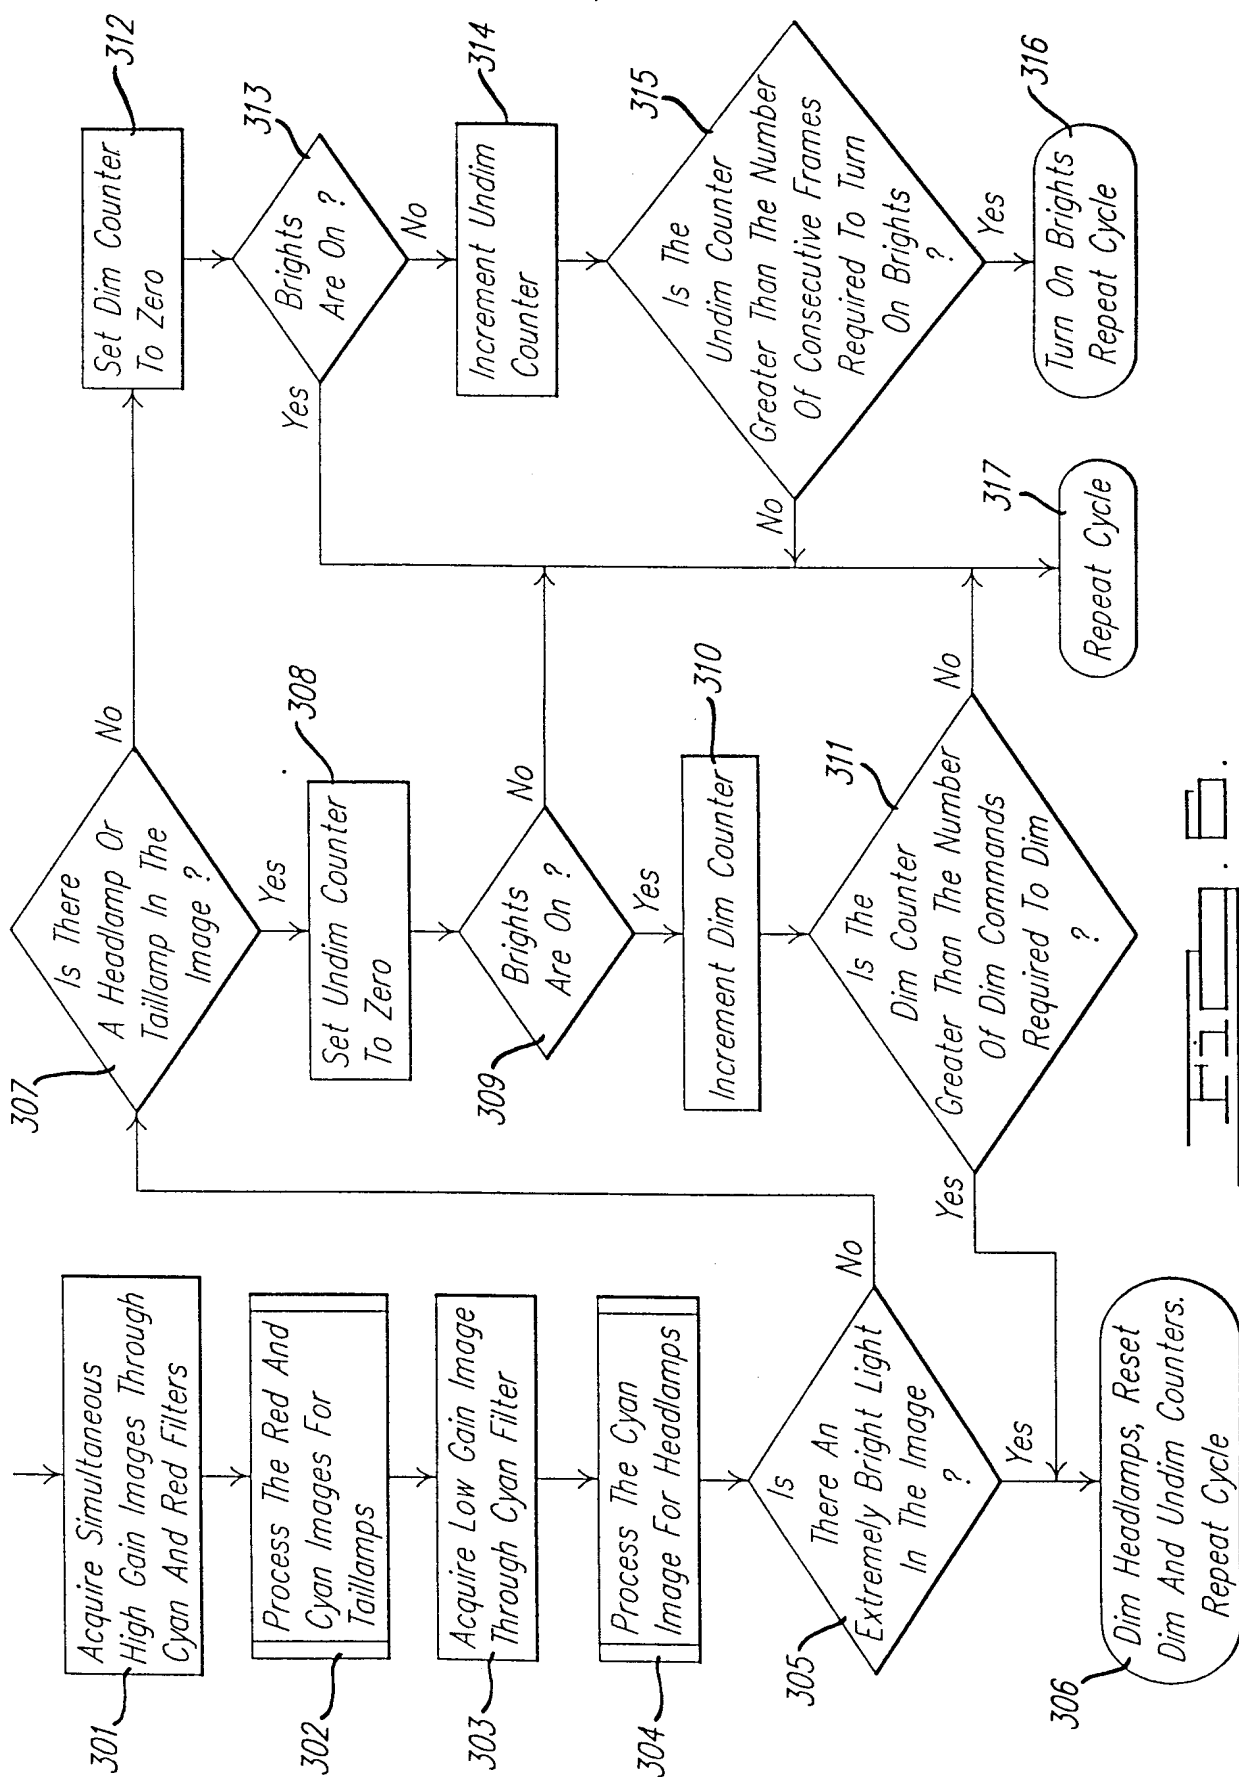 Acquire Simultaneous
High Gain Images Through
Cyan And Red Filters
301
Process The Red And
Cyan Images For
Taillamps
302
Acquire Low Gain Image
Through Cyan Filter
303
Process The Cyan
Image For Headlamps
304
Is
There An
Extremely Bright Light
In The Image
?
305
No
Yes
Dim Headlamps, Reset
Dim And Undim Counters.
Repeat Cycle
306
Is There
A Headlamp Or
Taillamp In The
Image ?
307
No
Yes
Set Undim Counter
To Zero
308
Brights
Are On ?
309
No
Yes
Increment Dim Counter
310
Is The
Dim Counter
Greater Than The Number
Of Dim Commands
Required To Dim
?
311
Yes
No
Set Dim Counter
To Zero
312
Brights
Are On ?
313
Yes
No
Increment Undim
Counter
314
Is The
Undim Counter
Greater Than The Number
Of Consecutive Frames
Required To Turn
On Brights
?
315
No
Yes
Turn On Brights
Repeat Cycle
316
Repeat Cycle
317